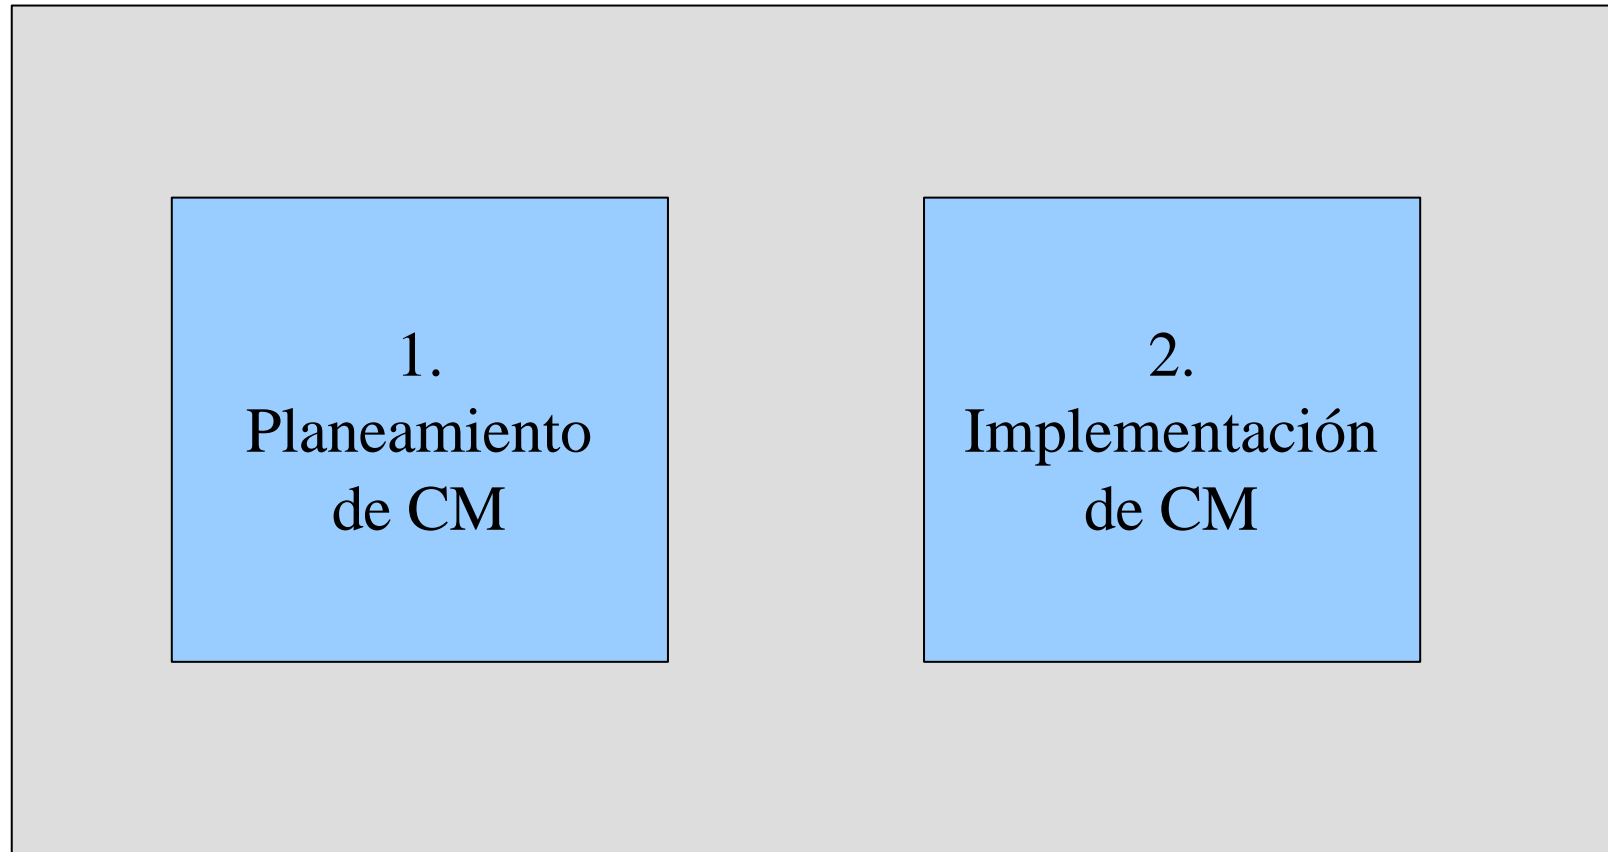 1.
Planeamiento
de CM
2.
Implementación
de CM